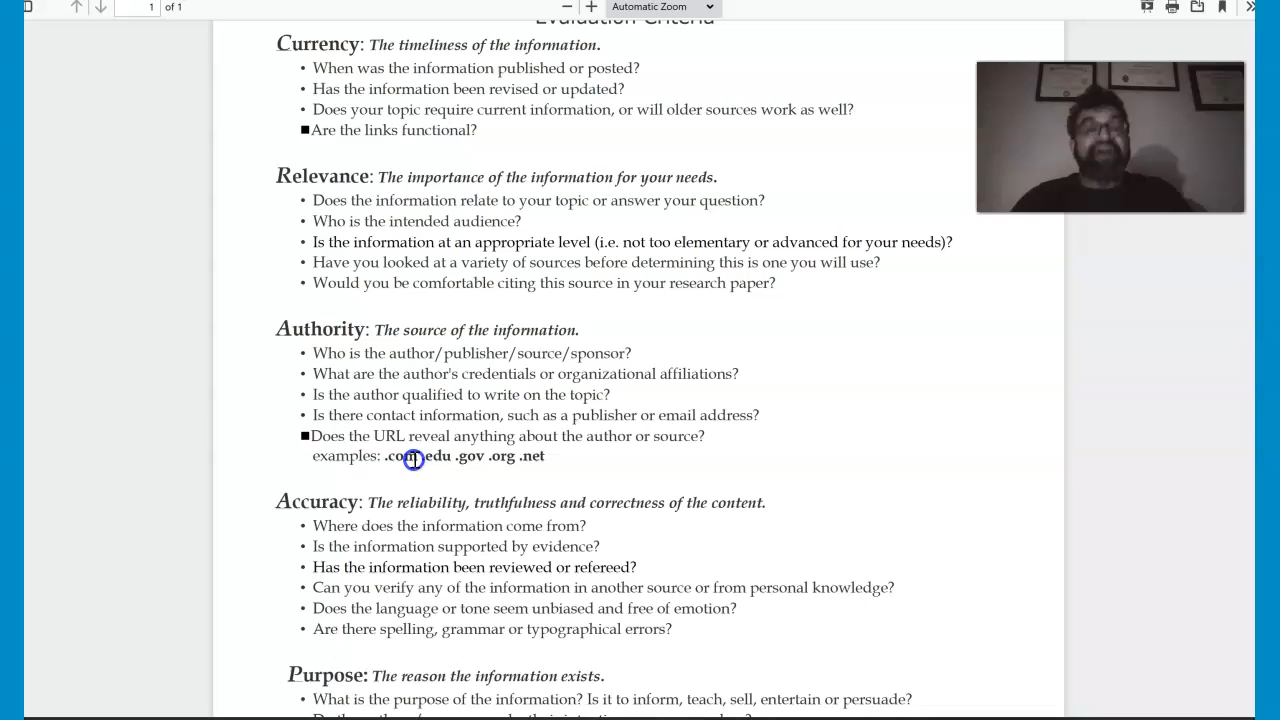 1 of 1 Automatic Zoom
Evaluation Criteria
Currency: The timeliness of the information.
• When was the information published or posted?
• Has the information been revised or updated?
• Does your topic require current information, or will older sources work as well?
■Are the links functional?
Relevance: The importance of the information for your needs.
• Does the information relate to your topic or answer your question?
• Who is the intended audience?
• Is the information at an appropriate level (i.e. not too elementary or advanced for your needs)?
• Have you looked at a variety of sources before determining this is one you will use?
• Would you be comfortable citing this source in your research paper?
Authority: The source of the information.
• Who is the author/publisher/source/sponsor?
• What are the author's credentials or organizational affiliations?
• Is the author qualified to write on the topic?
• Is there contact information, such as a publisher or email address?
■Does the URL reveal anything about the author or source?
examples: .com .edu .gov .org .net
Accuracy: The reliability, truthfulness and correctness of the content.
• Where does the information come from?
• Is the information supported by evidence?
• Has the information been reviewed or refereed?
• Can you verify any of the information in another source or from personal knowledge?
• Does the language or tone seem unbiased and free of emotion?
• Are there spelling, grammar or typographical errors?
Purpose: The reason the information exists.
• What is the purpose of the information? Is it to inform, teach, sell, entertain or persuade?